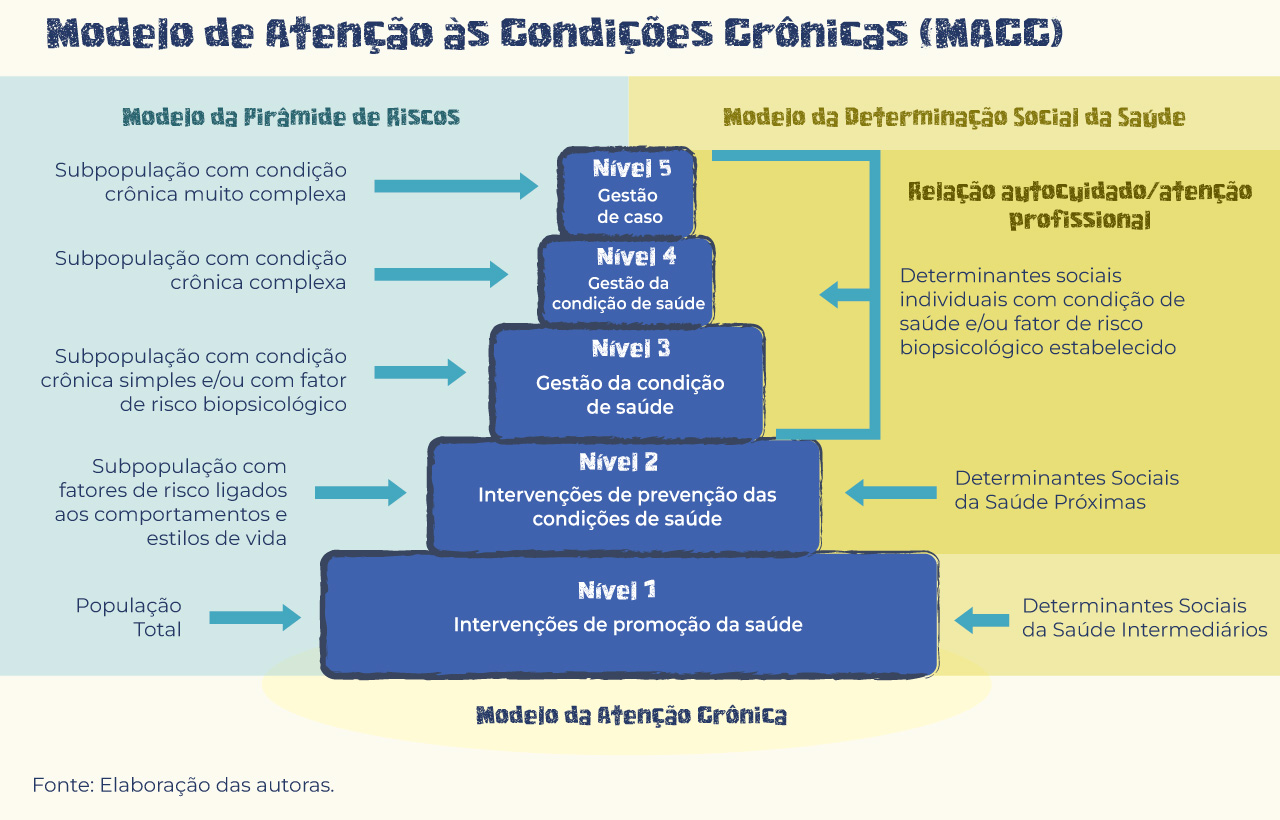 Modelo de Atenção às Condições Crônicas (MACC)
Modelo da Pirâmide de Riscos
Modelo da Determinação Social da Saúde
Subpopulação com condição
crônica muito complexa
Nível 5
Gestão
de caso
Relação autocuidado/atenção
profissional
Subpopulação com condição
crônica complexa
Nível 4
Gestão da
condição de saúde
Determinantes sociais
individuais com condição de
saúde e/ou fator de risco
biopsicológico estabelecido
Subpopulação com condição
crônica simples e/ou com fator
de risco biopsicológico
Nível 3
Gestão da condição
de saúde
Subpopulação com
fatores de risco ligados
aos comportamentos e
estilos de vida
Nível 2
Intervenções de prevenção das
condições de saúde
Determinantes Sociais
da Saúde Próximas
População
Total
Nível 1
Intervenções de promoção da saúde
Determinantes Sociais
da Saúde Intermediários
Modelo da Atenção Crônica
Fonte: Elaboração das autoras.